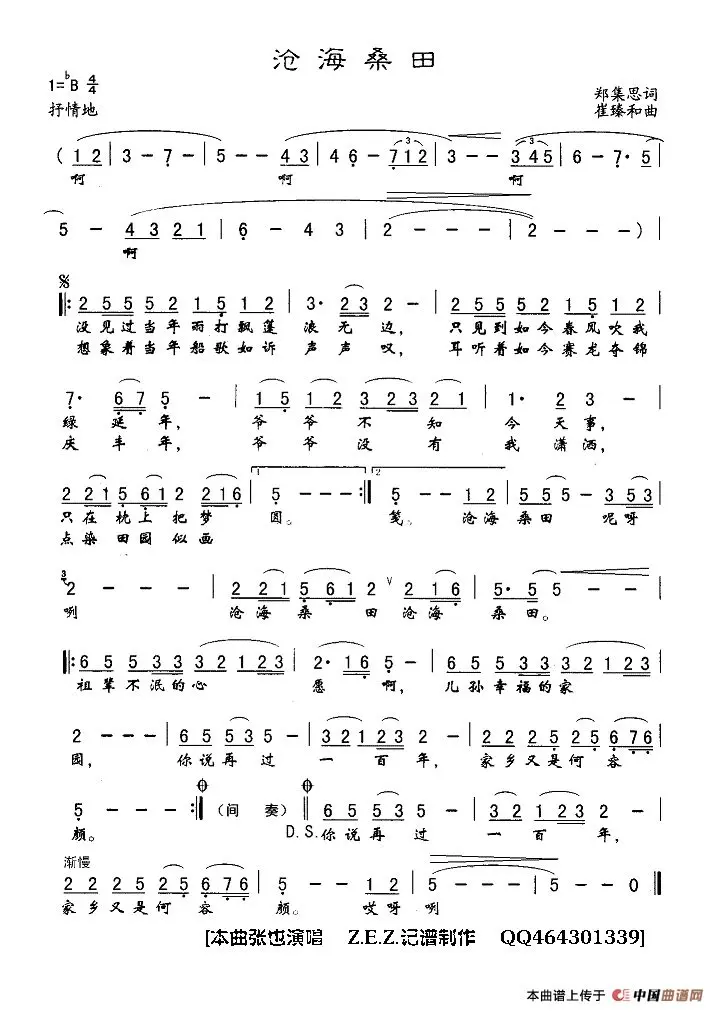 沧海桑田
1=♭B 4/4
郑集思词
抒情地
崔臻和曲
( 1 2 | 3 - 7 - | 5 - - 4 3 | 4 6 - 7 1 2 | 3 - - 3 4 5 | 6 - 7· 5 |
啊 啊 啊
5 - 4 3 2 1 | 6 - 4 3 | 2 - - - | 2 - - - ) |
啊
2 5 5 5 2 1 5 1 2 | 3· 2 3 2 - | 2 5 5 5 5 2 1 5 1 2 |
没见过当年雨打飘蓬 浪无边, 只见到如今春风吹我
想象着当年船歌如诉 声声叹, 耳听着如今赛龙夺锦
7· 6 7 5 - | 1 5 1 2 3 2 3 2 1 | 1· 2 3 - |
绿延年, 爷爷不知 今天事,
庆丰年, 爷爷没有 我潇洒,
2 2 2 1 5 6 1 2 2 2 1 6 | 1 5 - - - :| 2 5 - 1 2 | 5 - - 3 5 3 |
只在枕上把梦 圆。 笺。沧海桑田 呢呀
点染田园似画
3 2 - - - | 2 2 2 1 5 6 1 2 ∨ 2 1 6 | 5· 5 5 5 - - - |
咧 沧海桑田沧海 桑田。
6 5 5 3 3 3 2 1 2 3 | 2· 1 6 5 - | 6 5 5 3 3 3 2 1 2 3 |
祖辈不泯的心 愿啊, 儿孙幸福的家
2 - - - | 6 5 5 3 5 - | 3 2 1 1 2 3 2 - | 2 2 2 2 5 2 5 6 7 6 |
园, 你说再过 一百年, 家乡又是何容
5 - - - :| (间 奏) 6 5 5 5 3 5 - | 3 2 1 2 3 2 - |
颜。 D.S.你说再过 一百年,
渐慢
2 2 2 2 5 2 5 6 7 6 | 5 - - 1 2 | 5 - - - | 5 - - 0 |
家乡又是何容 颜。 哎呀咧
[本曲张也演唱 Z.E.Z.记谱制作 QQ464301339]
本曲谱上传于 中国曲谱网